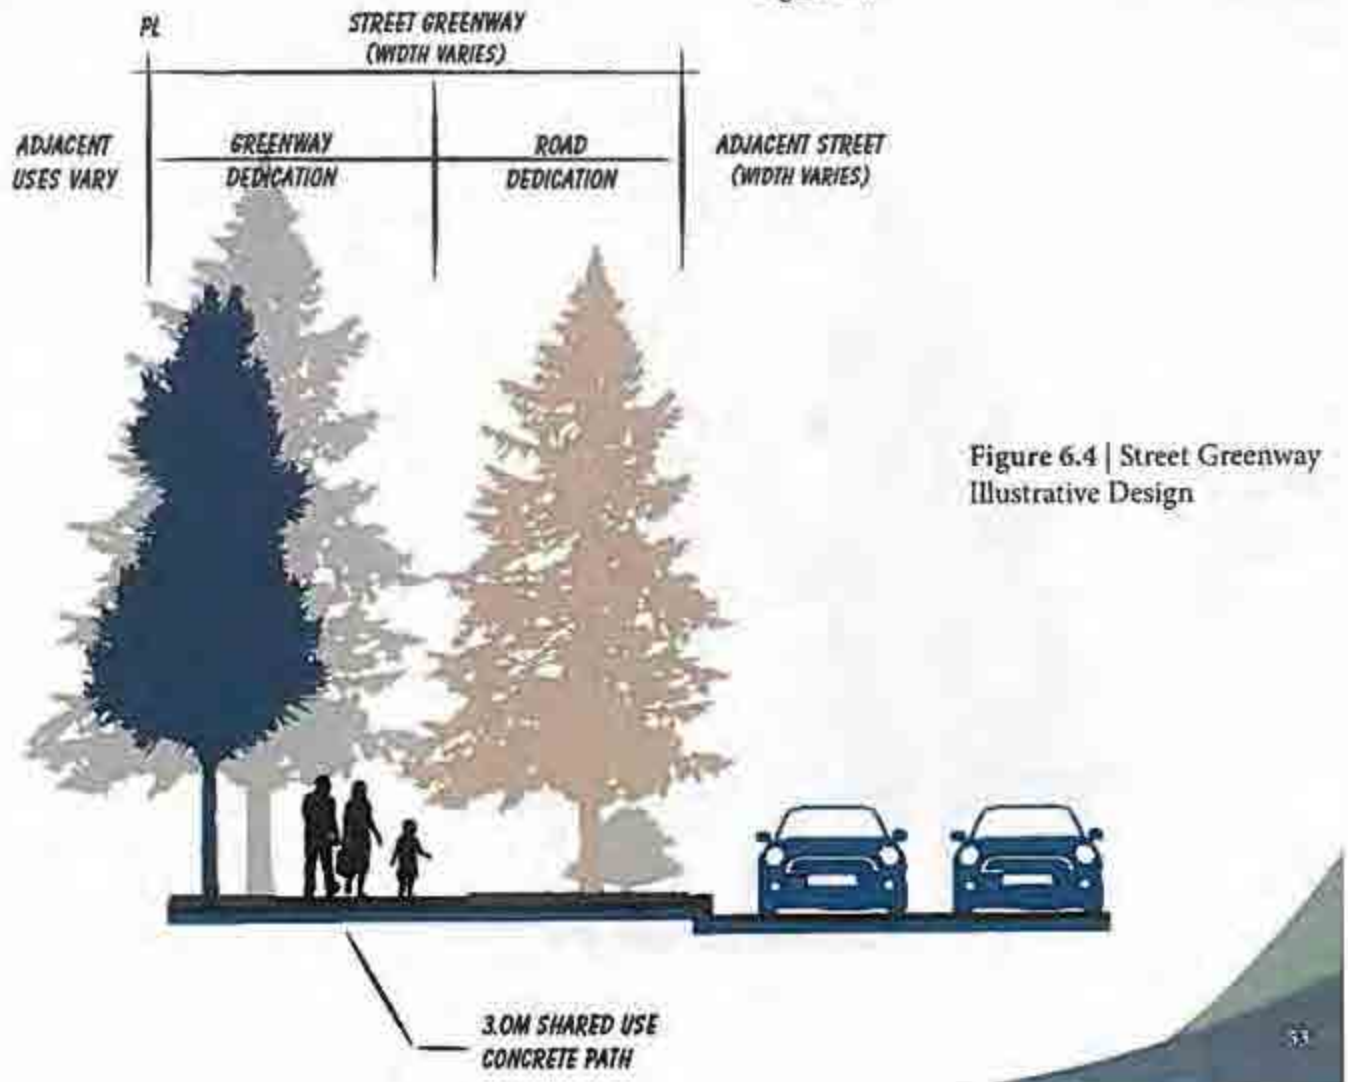 PL
STREET GREENWAY
(WIDTH VARIES)
ADJACENT
USES VARY
GREENWAY
DEDICATION
ROAD
DEDICATION
ADJACENT STREET
(WIDTH VARIES)
Figure 6.4 | Street Greenway
Illustrative Design
3.0M SHARED USE
CONCRETE PATH
53